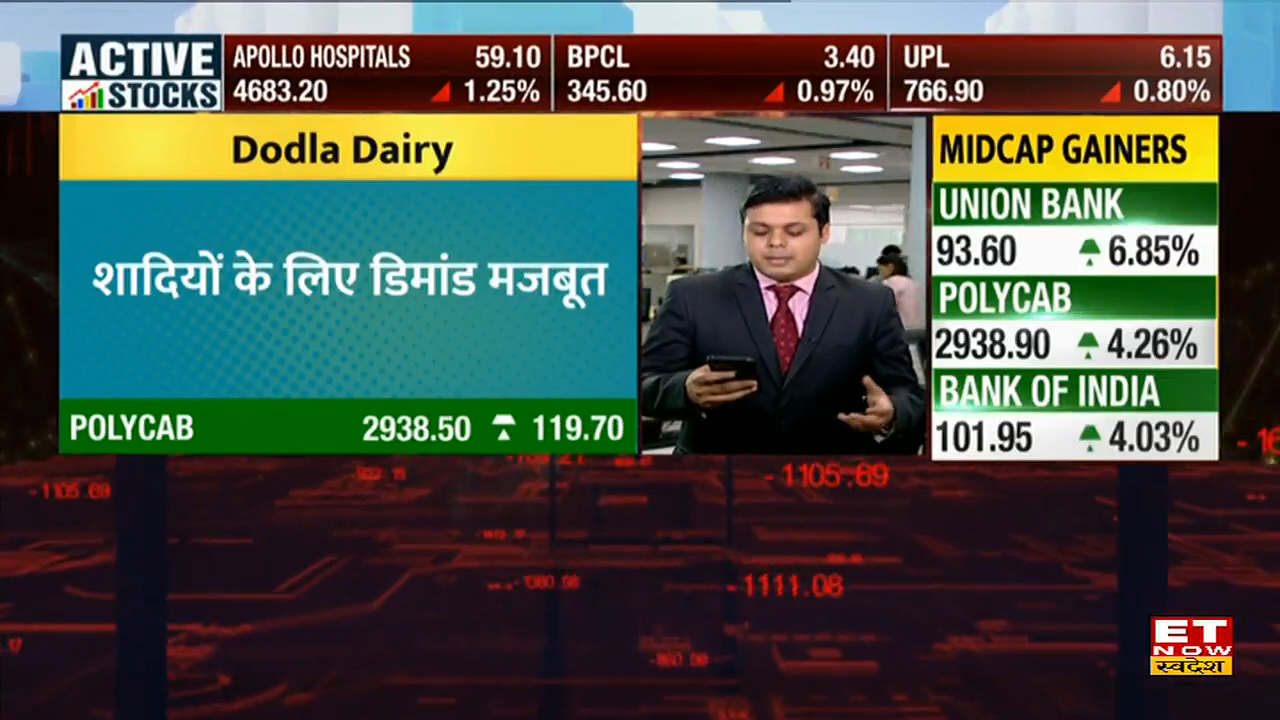 ACTIVE STOCKS
APOLLO HOSPITALS 59.10
4683.20 1.25%
BPCL 3.40
345.60 0.97%
UPL 6.15
766.90 0.80%
Dodla Dairy
शादियों के लिए डिमांड मजबूत
POLYCAB 2938.50 119.70
MIDCAP GAINERS
UNION BANK
93.60 6.85%
POLYCAB
2938.90 4.26%
BANK OF INDIA
101.95 4.03%
-1105.69
-1105.69
-1111.08
ET
NOW
स्वदेश